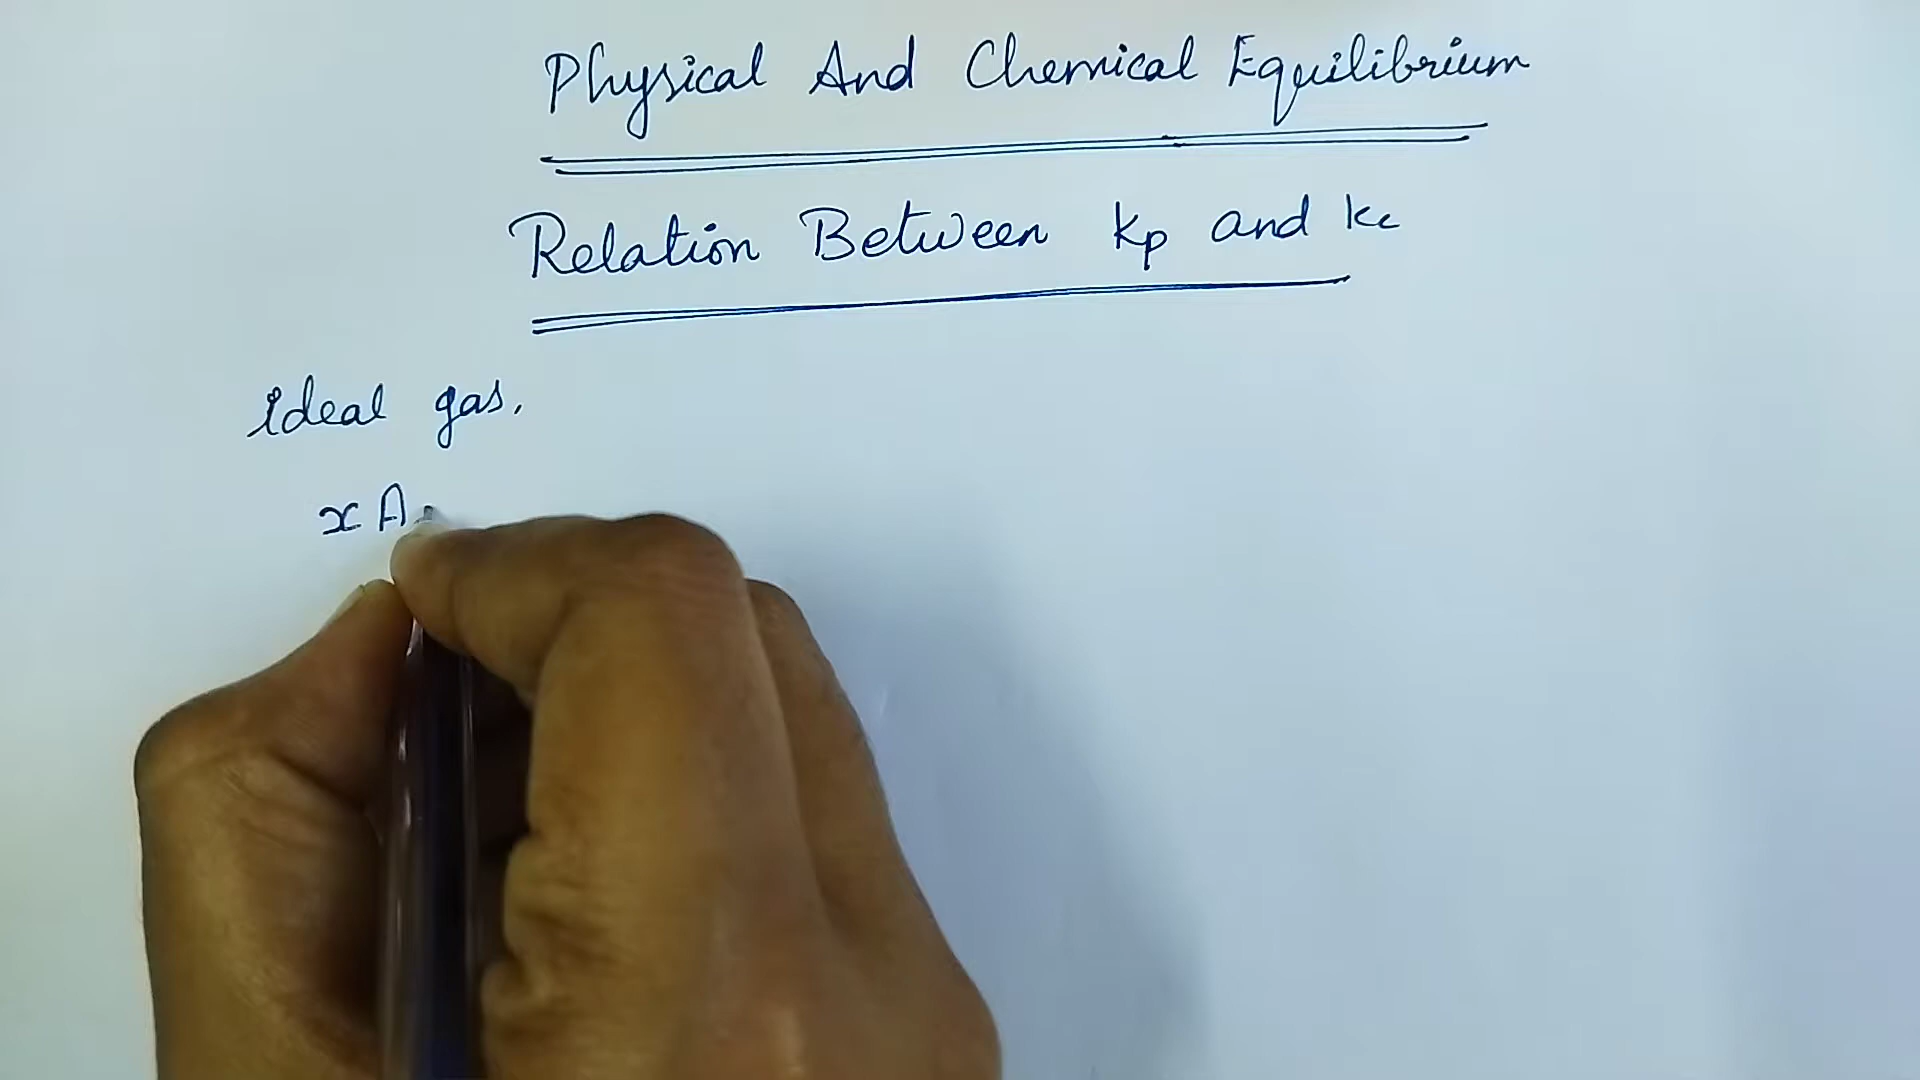 Physical And Chemical Equilibrium
Relation Between kp and kc
ideal gas.
x A